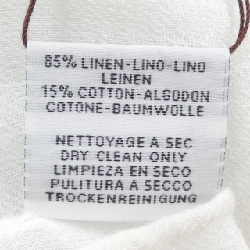 85% LINEN-LINO-LINO
LEINEN
15% COTTON-ALGODON
COTONE-BAUMWOLLE
NETTOYAGE A SEC
DRY CLEAN ONLY
LIMPIEZA EN SECO
PULITURA A SECCO
TROCKENREINIGUNG